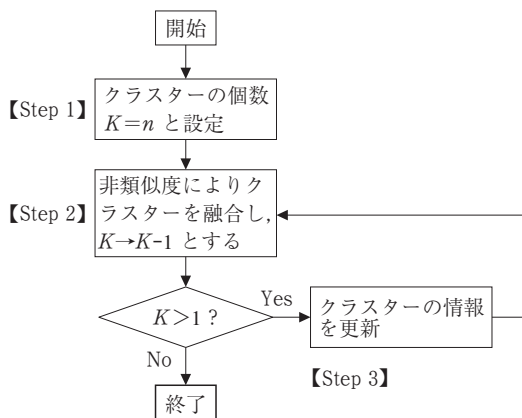 開始
【Step 1】
クラスターの個数
K=n と設定
【Step 2】
非類似度によりク
ラスターを融合し,
K→K-1 とする
K>1 ?
Yes
クラスターの情報
を更新
No
【Step 3】
終了